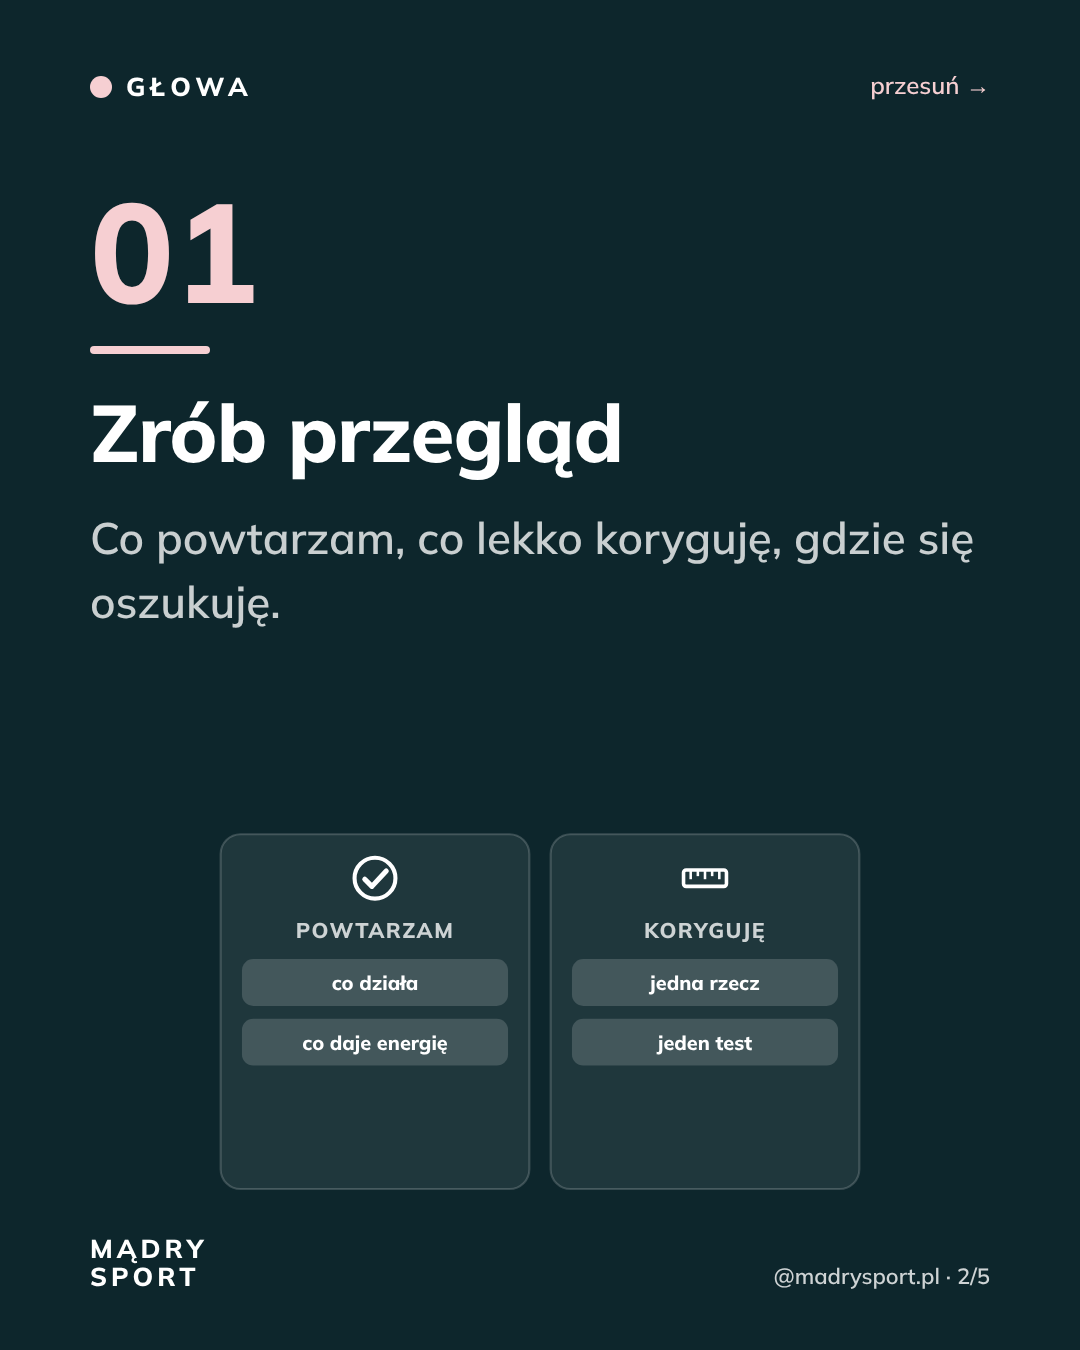 GŁOWA
przesuń →
01
Zrób przegląd
Co powtarzam, co lekko koryguję, gdzie się
oszukuję.
POWTARZAM
co działa
co daje energię
KORYGUJĘ
jedna rzecz
jeden test
MĄDRY
SPORT
@madrysport.pl · 2/5